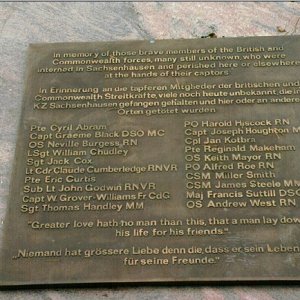 In memory of those brave members of the British and
Commonwealth forces, many still unknown, who were
interned in Sachsenhausen and perished here or elsewhere
at the hands of their captors
In Erinnerung an die tapferen Mitglieder der britischen und
Commonwealth Streitkräfte, viele noch heute unbekannt, die im
KZ Sachsenhausen gefangen gehalten und hier oder an anderen
Orten getötet wurden
Pte Cyril Abram
Capt Graeme Black DSO MC
OS Neville Burgess RN
Sgt William Chudley
Sgt Jack Cox
Lt Cdr Claude Cumberledge RNVR
Pte Eric Curtis
Sub Lt John Godwin RNVR
Capt W Grover-Williams Fr CdG
Sgt Thomas Handley MM
PO Harold Hiscock RN
Capt Joseph Houghton M
Cpl Jan Kotbrn
Pte Reginald Makeham
OS Keith Mayor RN
PO Alfred Roe RN
CSM Miller Smith
CSM James Steele M
Maj Francis Suttill DSO
OS Andrew West RN
"Greater love hath no man than this, that a man lay down
his life for his friends."
"Niemand hat grössere Liebe denn die, dass er sein Leben
für seine Freunde."